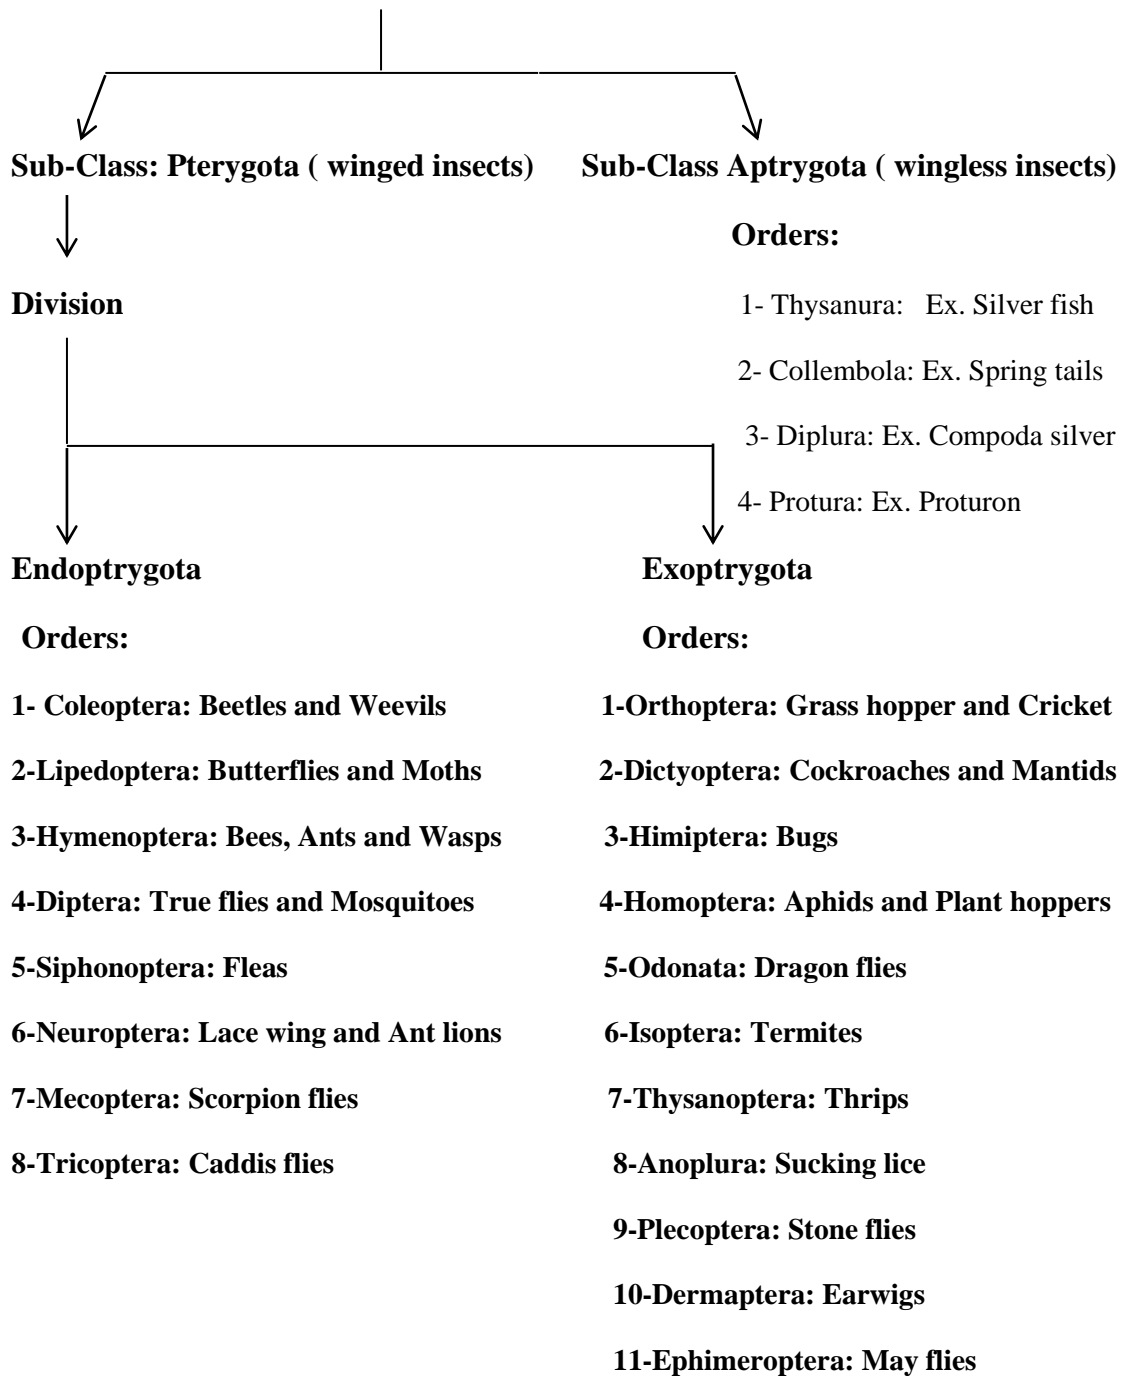 Sub-Class: Pterygota ( winged insects) Sub-Class Aptrygota ( wingless insects)
Orders:
Division 1- Thysanura: Ex. Silver fish
2- Collembola: Ex. Spring tails
3- Diplura: Ex. Compoda silver
4- Protura: Ex. Proturon
Endoptrygota Exoptrygota
Orders: Orders:
1- Coleoptera: Beetles and Weevils 1-Orthoptera: Grass hopper and Cricket
2-Lipedoptera: Butterflies and Moths 2-Dictyoptera: Cockroaches and Mantids
3-Hymenoptera: Bees, Ants and Wasps 3-Himiptera: Bugs
4-Diptera: True flies and Mosquitoes 4-Homoptera: Aphids and Plant hoppers
5-Siphonoptera: Fleas 5-Odonata: Dragon flies
6-Neuroptera: Lace wing and Ant lions 6-Isoptera: Termites
7-Mecoptera: Scorpion flies 7-Thysanoptera: Thrips
8-Tricoptera: Caddis flies 8-Anoplura: Sucking lice
9-Plecoptera: Stone flies
10-Dermaptera: Earwigs
11-Ephimeroptera: May flies